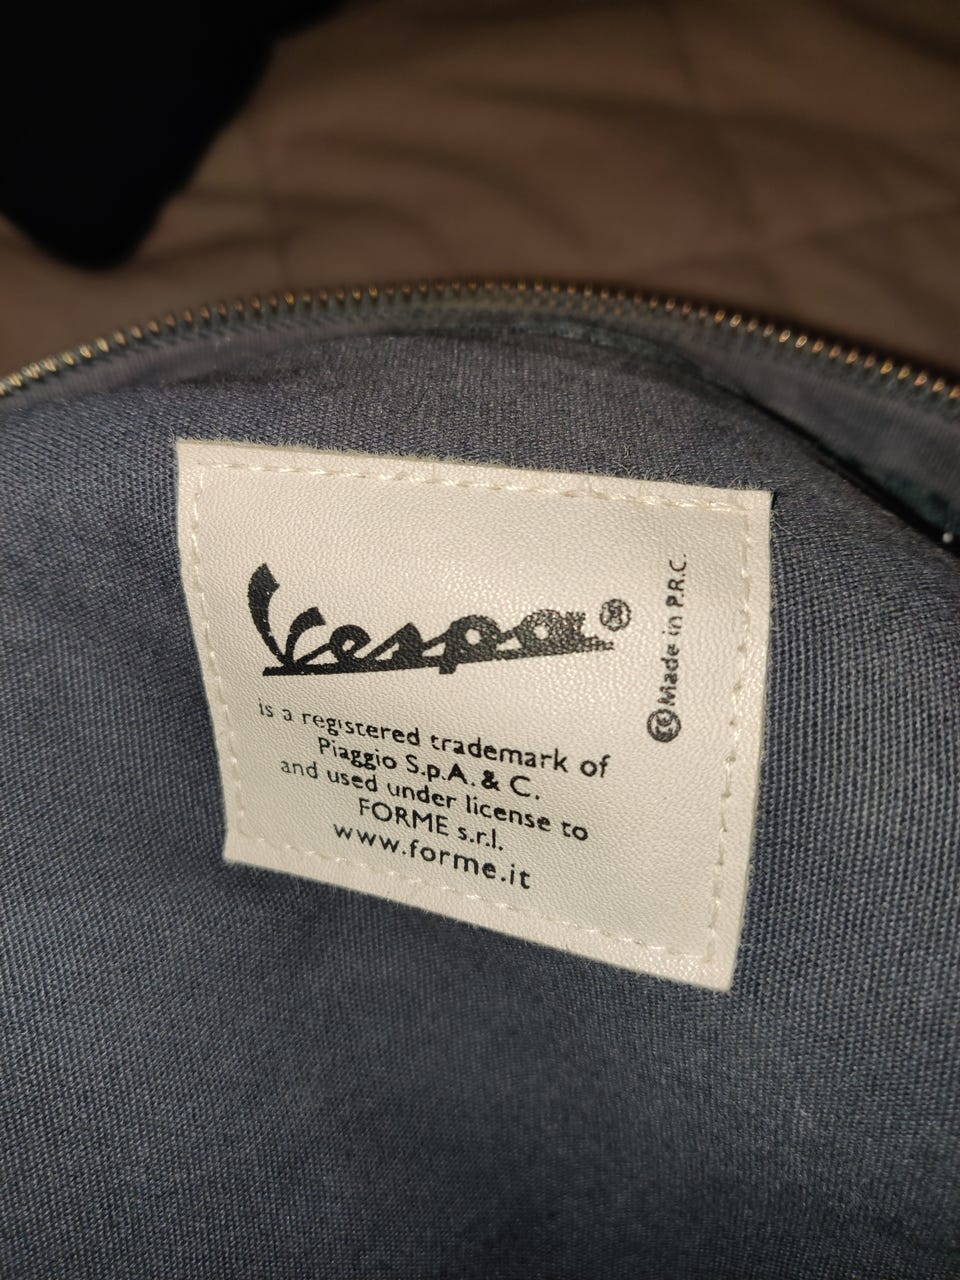 Vespa®
is a registered trademark of
Piaggio S.p.A. & C.
and used under license to
FORME s.r.l.
www.forme.it
Made in P.R.C.